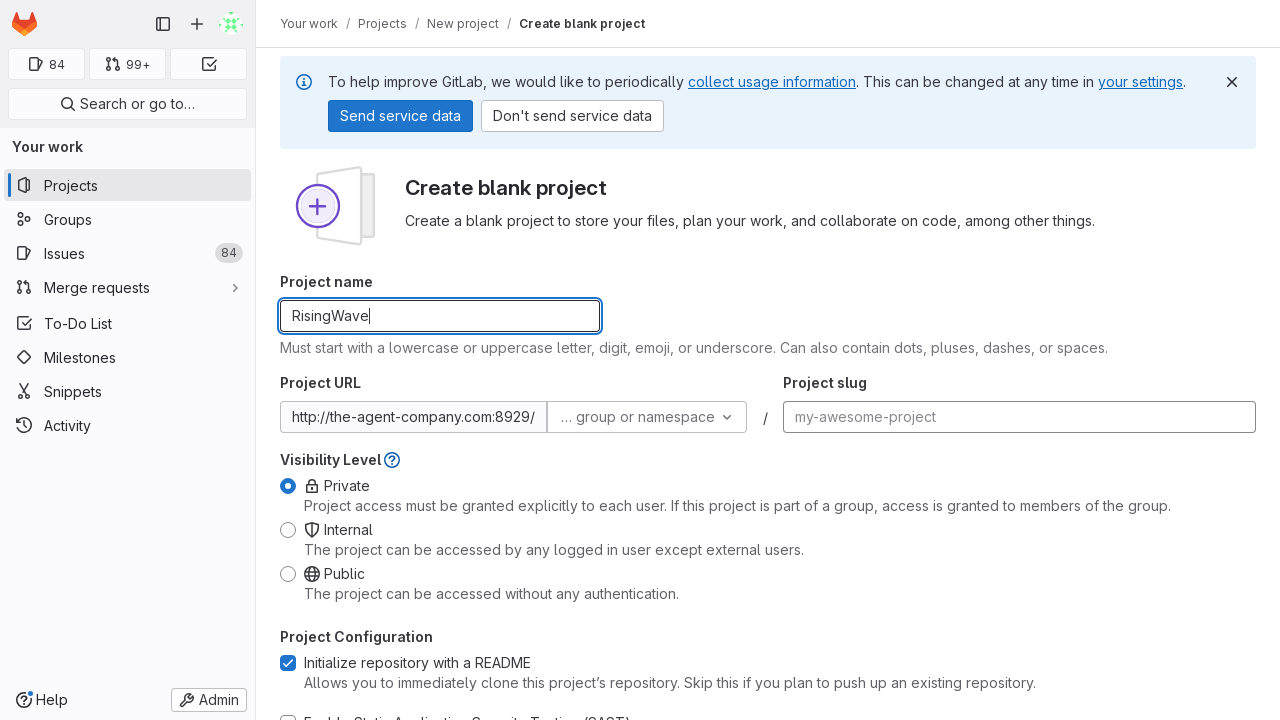 Your work / Projects / New project / Create blank project
84
99+
Search or go to…
Your work
Projects
Groups
Issues 84
Merge requests
To-Do List
Milestones
Snippets
Activity
Help
Admin
To help improve GitLab, we would like to periodically collect usage information. This can be changed at any time in your settings.
Send service data
Don't send service data
Create blank project
Create a blank project to store your files, plan your work, and collaborate on code, among other things.
Project name
RisingWave
Must start with a lowercase or uppercase letter, digit, emoji, or underscore. Can also contain dots, pluses, dashes, or spaces.
Project URL
http://the-agent-company.com:8929/
… group or namespace
/
Project slug
my-awesome-project
Visibility Level
Private
Project access must be granted explicitly to each user. If this project is part of a group, access is granted to members of the group.
Internal
The project can be accessed by any logged in user except external users.
Public
The project can be accessed without any authentication.
Project Configuration
Initialize repository with a README
Allows you to immediately clone this project’s repository. Skip this if you plan to push up an existing repository.
Enable Static Application Security Testing (SAST)